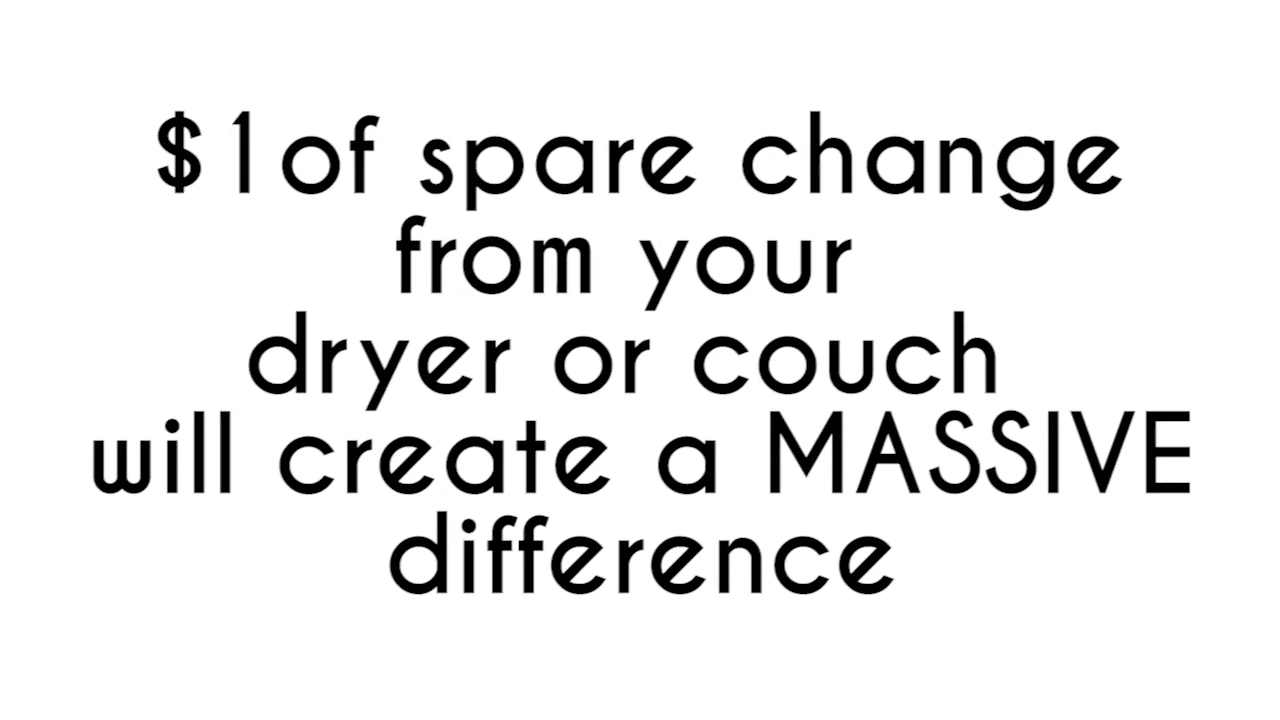 $1of spare change
from your
dryer or couch
will create a MASSIVE
difference